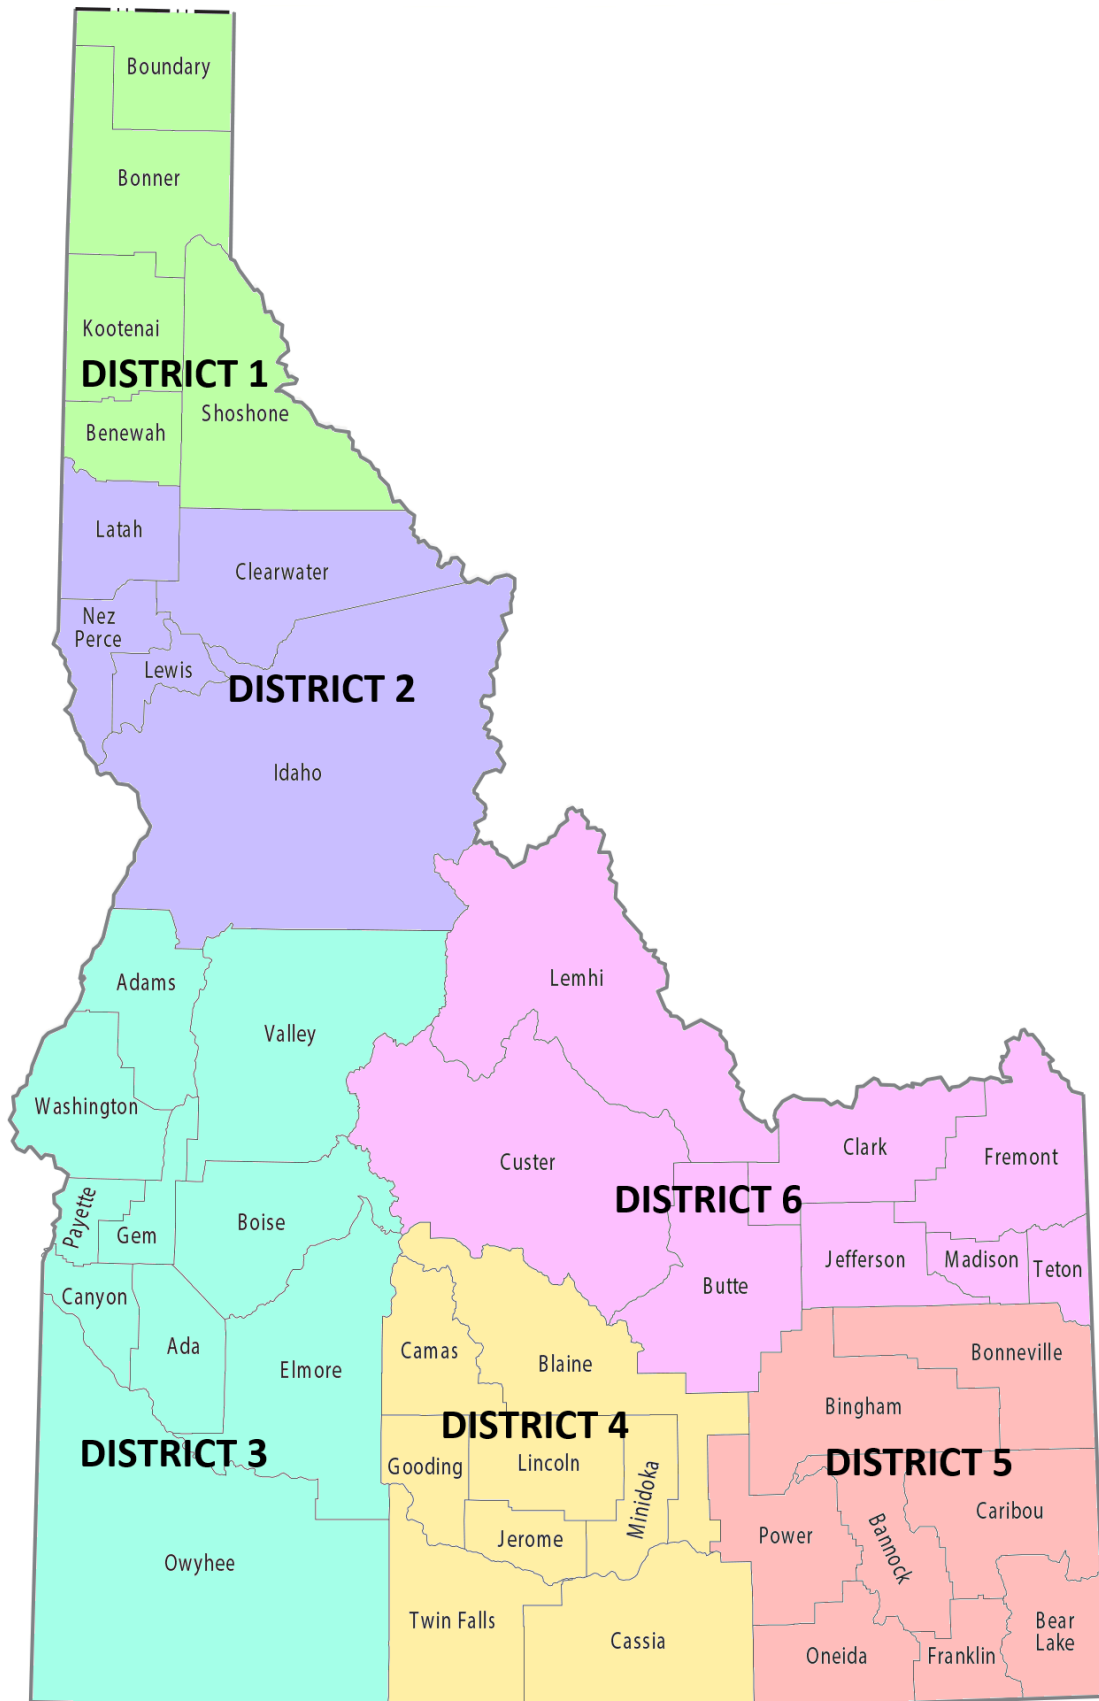 Boundary
Bonner
Kootenai
DISTRICT 1
Shoshone
Benewah
Latah
Clearwater
Nez
Perce
Lewis
DISTRICT 2
Idaho
Lemhi
Adams
Valley
Washington
Clark
Fremont
Custer
DISTRICT 6
Payette
Gem
Boise
Jefferson
Madison
Teton
Butte
Canyon
Ada
Elmore
Camas
Blaine
Bonneville
Bingham
DISTRICT 3
DISTRICT 4
DISTRICT 5
Gooding
Lincoln
Minidoka
Jerome
Power
Bannock
Caribou
Owyhee
Twin Falls
Cassia
Oneida
Franklin
Bear
Lake